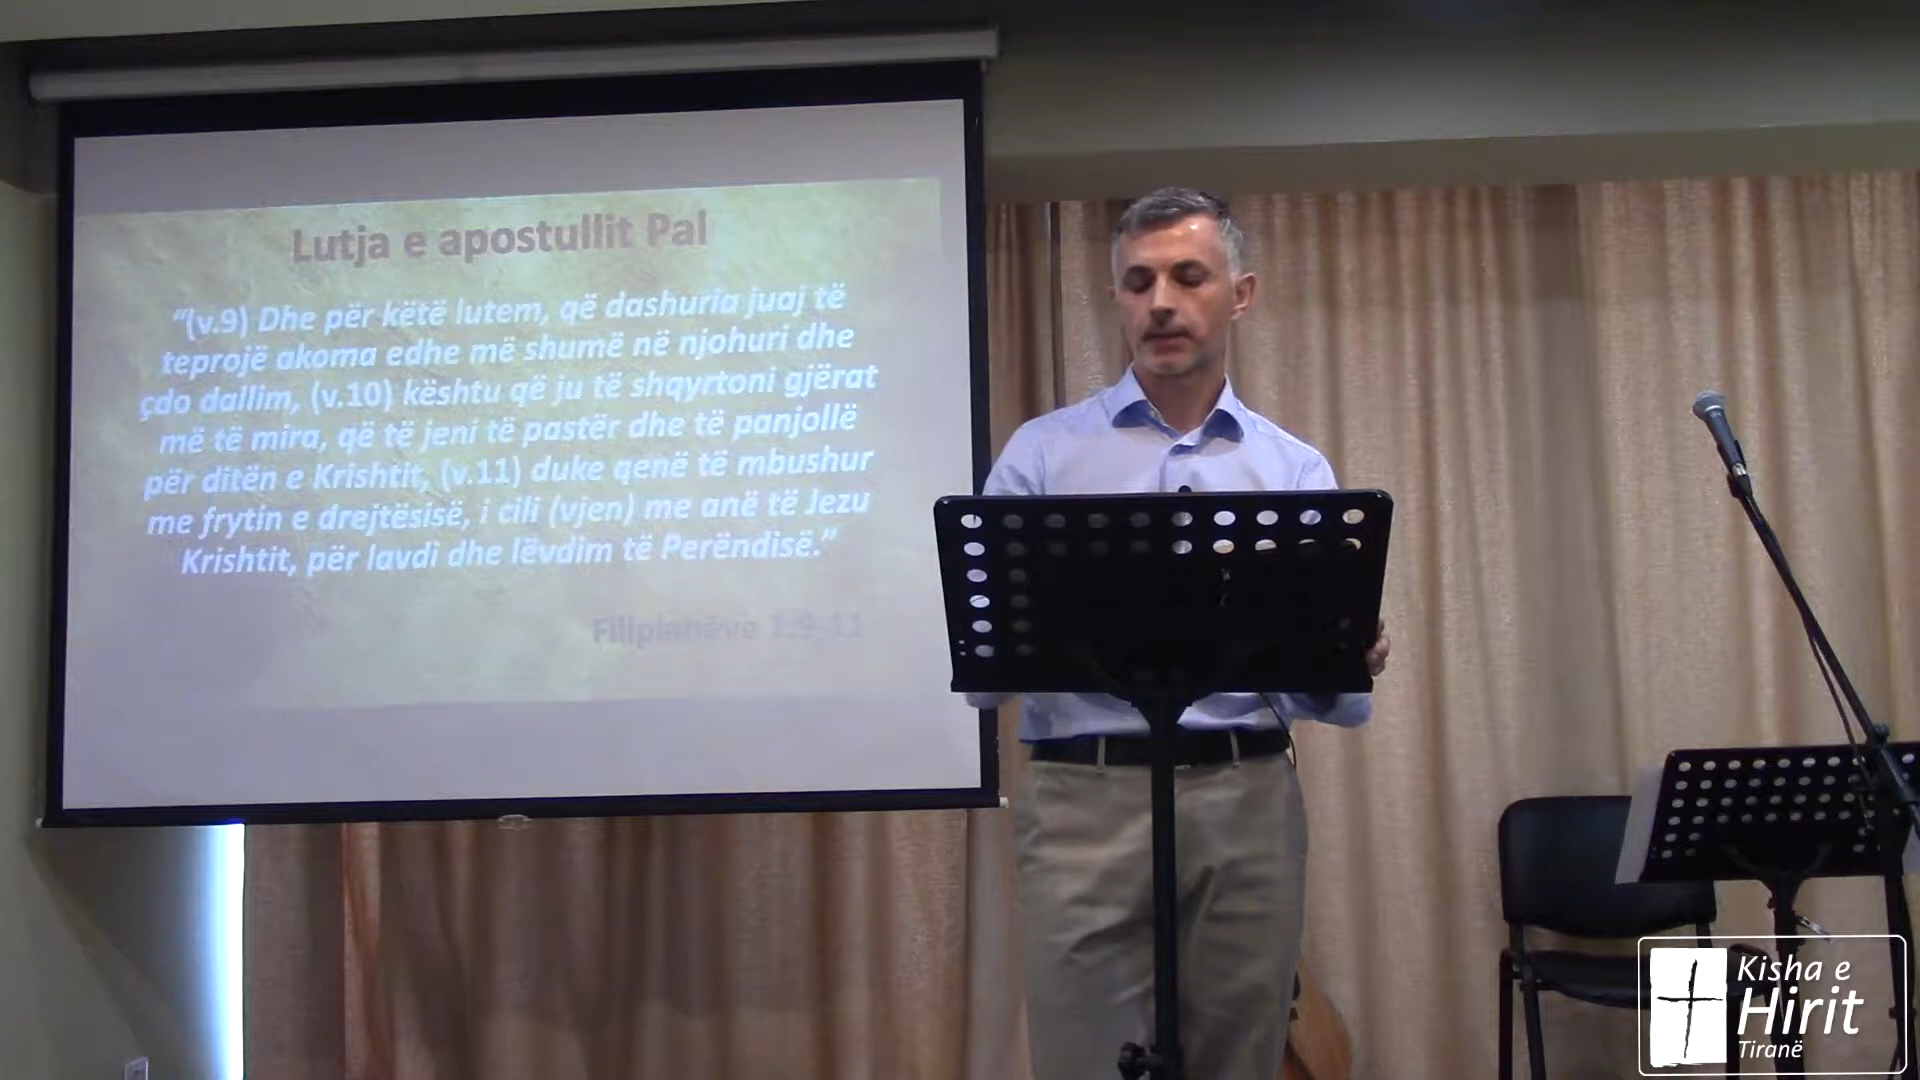 Lutja e apostullit Pal
“(v.9) Dhe për këtë lutem, që dashuria juaj të
teprojë akoma edhe më shumë në njohuri dhe
çdo dallim, (v.10) kështu që ju të shqyrtoni gjërat
më të mira, që të jeni të pastër dhe të panjollë
për ditën e Krishtit, (v.11) duke qenë të mbushur
me frytin e drejtësisë, i cili (vjen) me anë të Jezu
Krishtit, për lavdi dhe lëvdim të Perëndisë.”
Filipianëve 1:9-11
Kisha e
Hirit
Tiranë